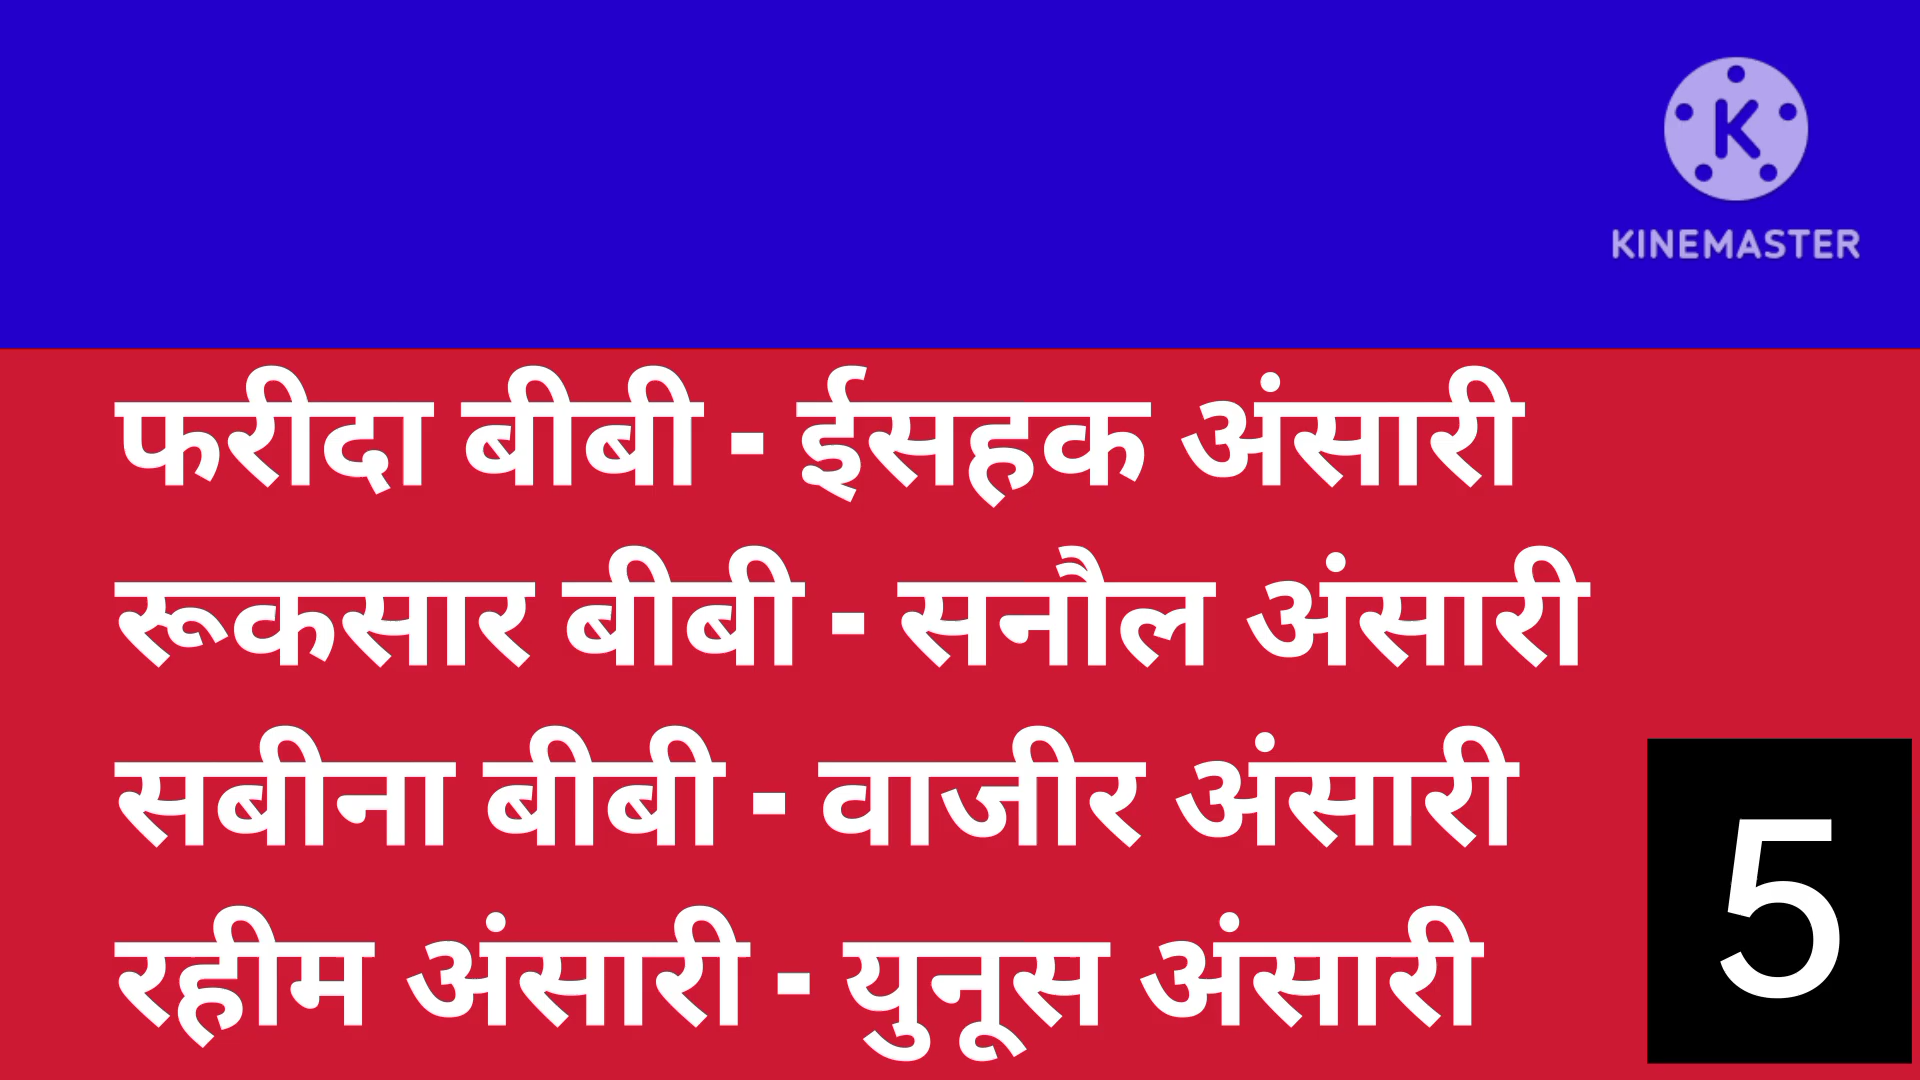 KINEMASTER
फरीदा बीबी - ईसहक अंसारी
रूकसार बीबी - सनौल अंसारी
सबीना बीबी - वाजीर अंसारी
रहीम अंसारी - युनूस अंसारी
5